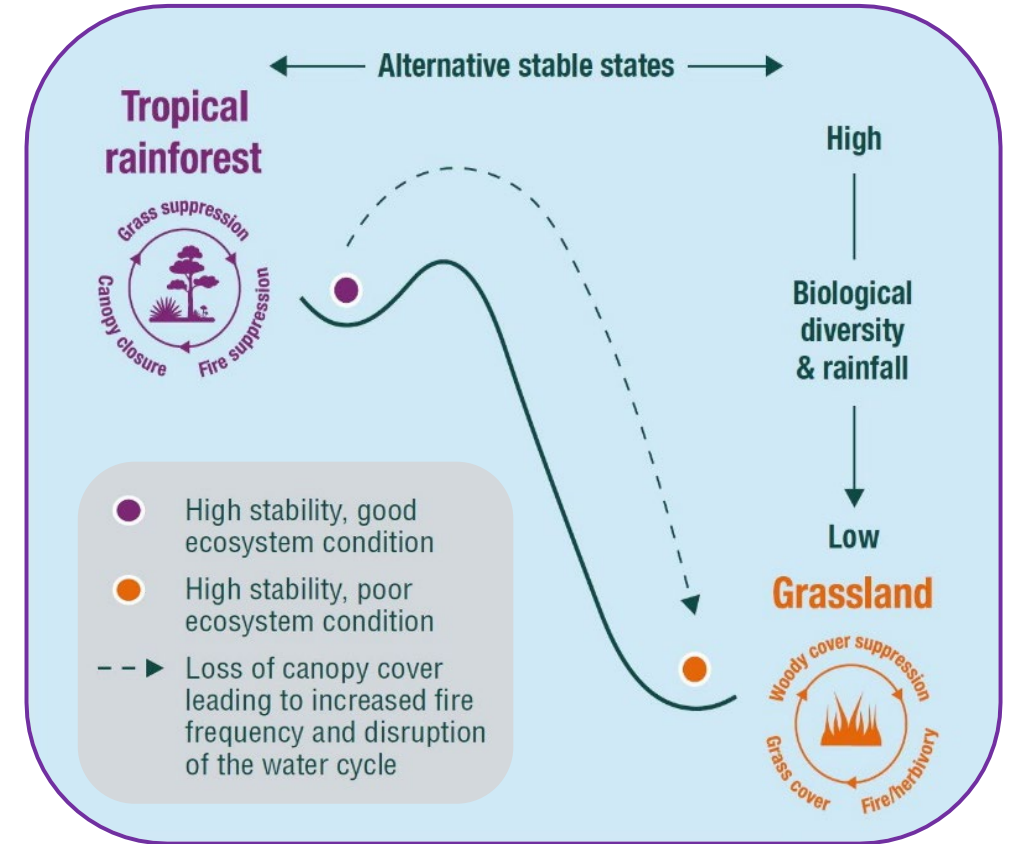 Alternative stable states
Tropical
rainforest
Grass suppression
Fire suppression
Canopy closure
High
Biological
diversity
& rainfall
Low
Grassland
Woody cover suppression
Fire/herbivory
Grass cover
High stability, good
ecosystem condition
High stability, poor
ecosystem condition
Loss of canopy cover
leading to increased fire
frequency and disruption
of the water cycle